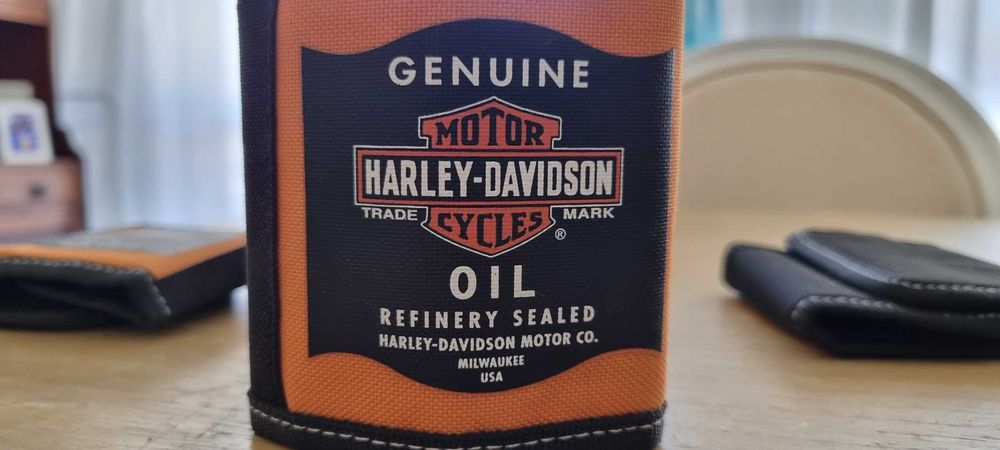 GENUINE
MOTOR
HARLEY-DAVIDSON
TRADE MARK
CYCLES
®
OIL
REFINERY SEALED
HARLEY-DAVIDSON MOTOR CO.
MILWAUKEE
USA